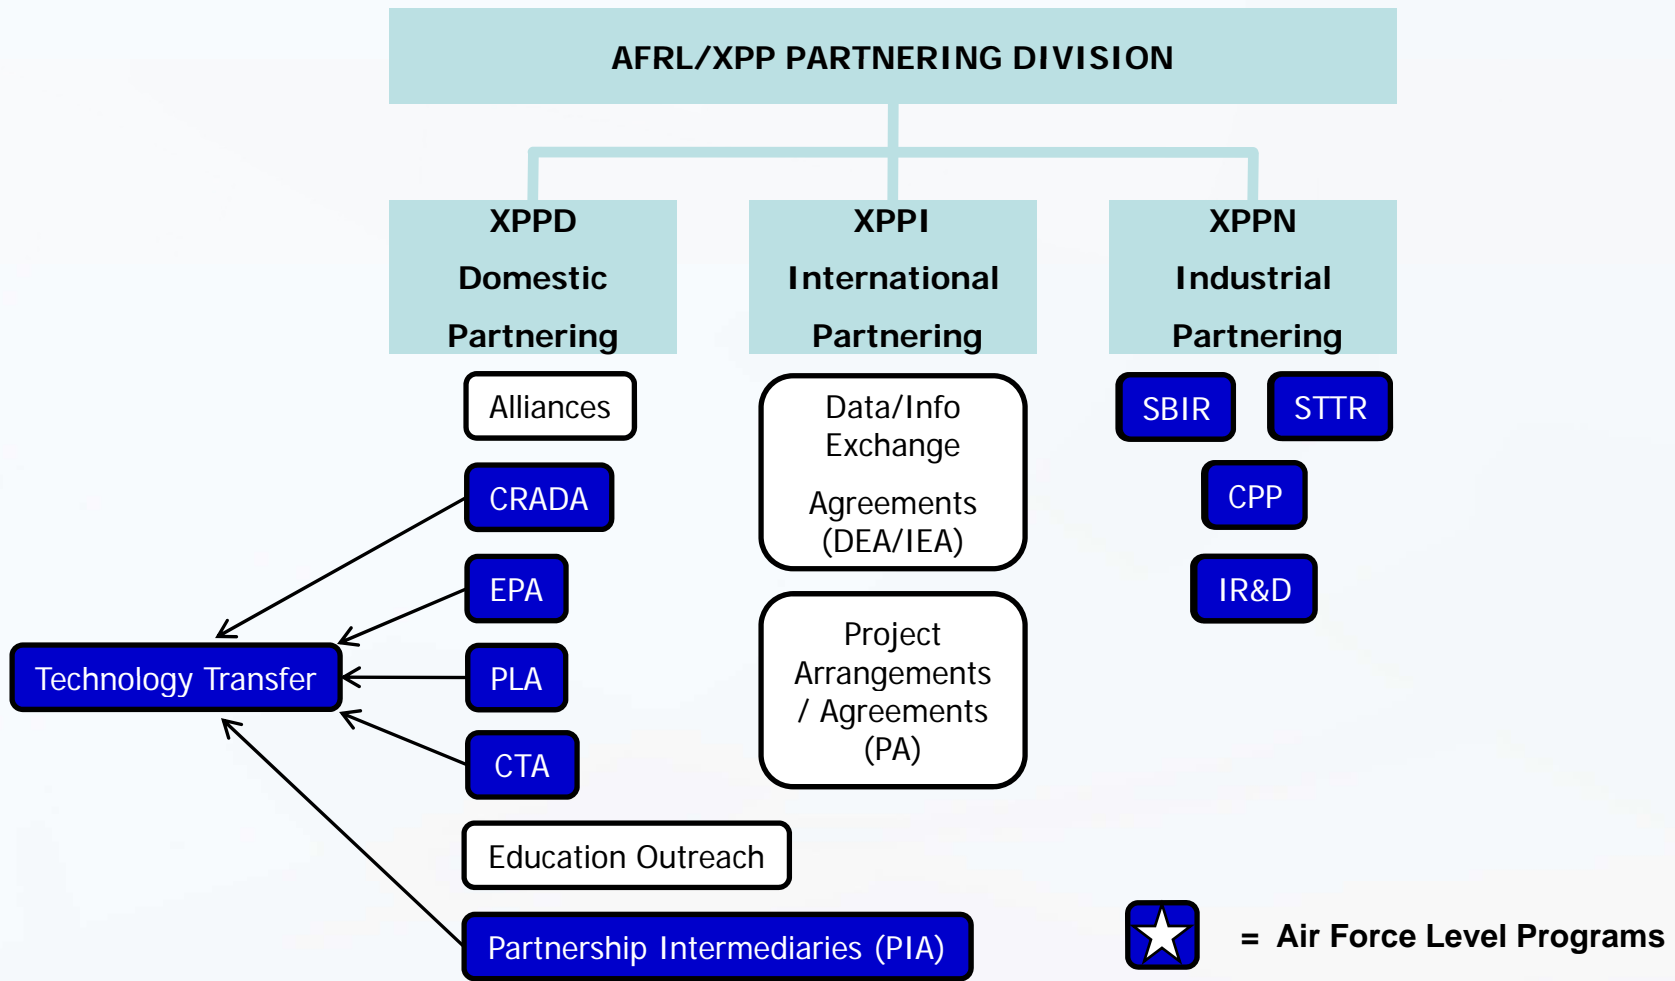 AFRL/XPP PARTNERING DIVISION
XPPD
Domestic
Partnering
XPPI
International
Partnering
XPPN
Industrial
Partnering
Alliances
CRADA
EPA
PLA
CTA
Education Outreach
Partnership Intermediaries (PIA)
Technology Transfer
Data/Info
Exchange
Agreements
(DEA/IEA)
Project
Arrangements
/ Agreements
(PA)
SBIR
STTR
CPP
IR&D
= Air Force Level Programs